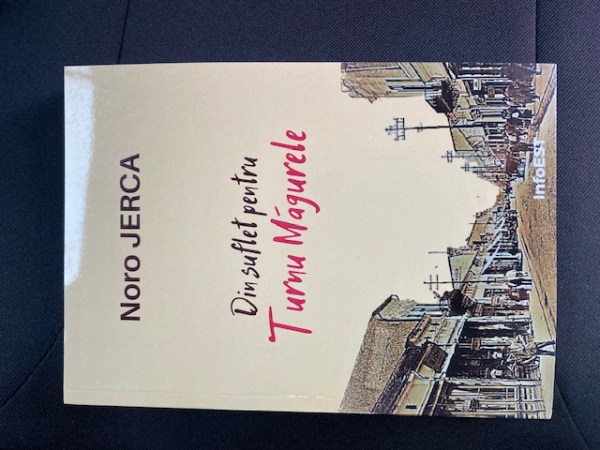 Noro JERCA
Din suflet pentru
Turnu Măgurele
InfoEST